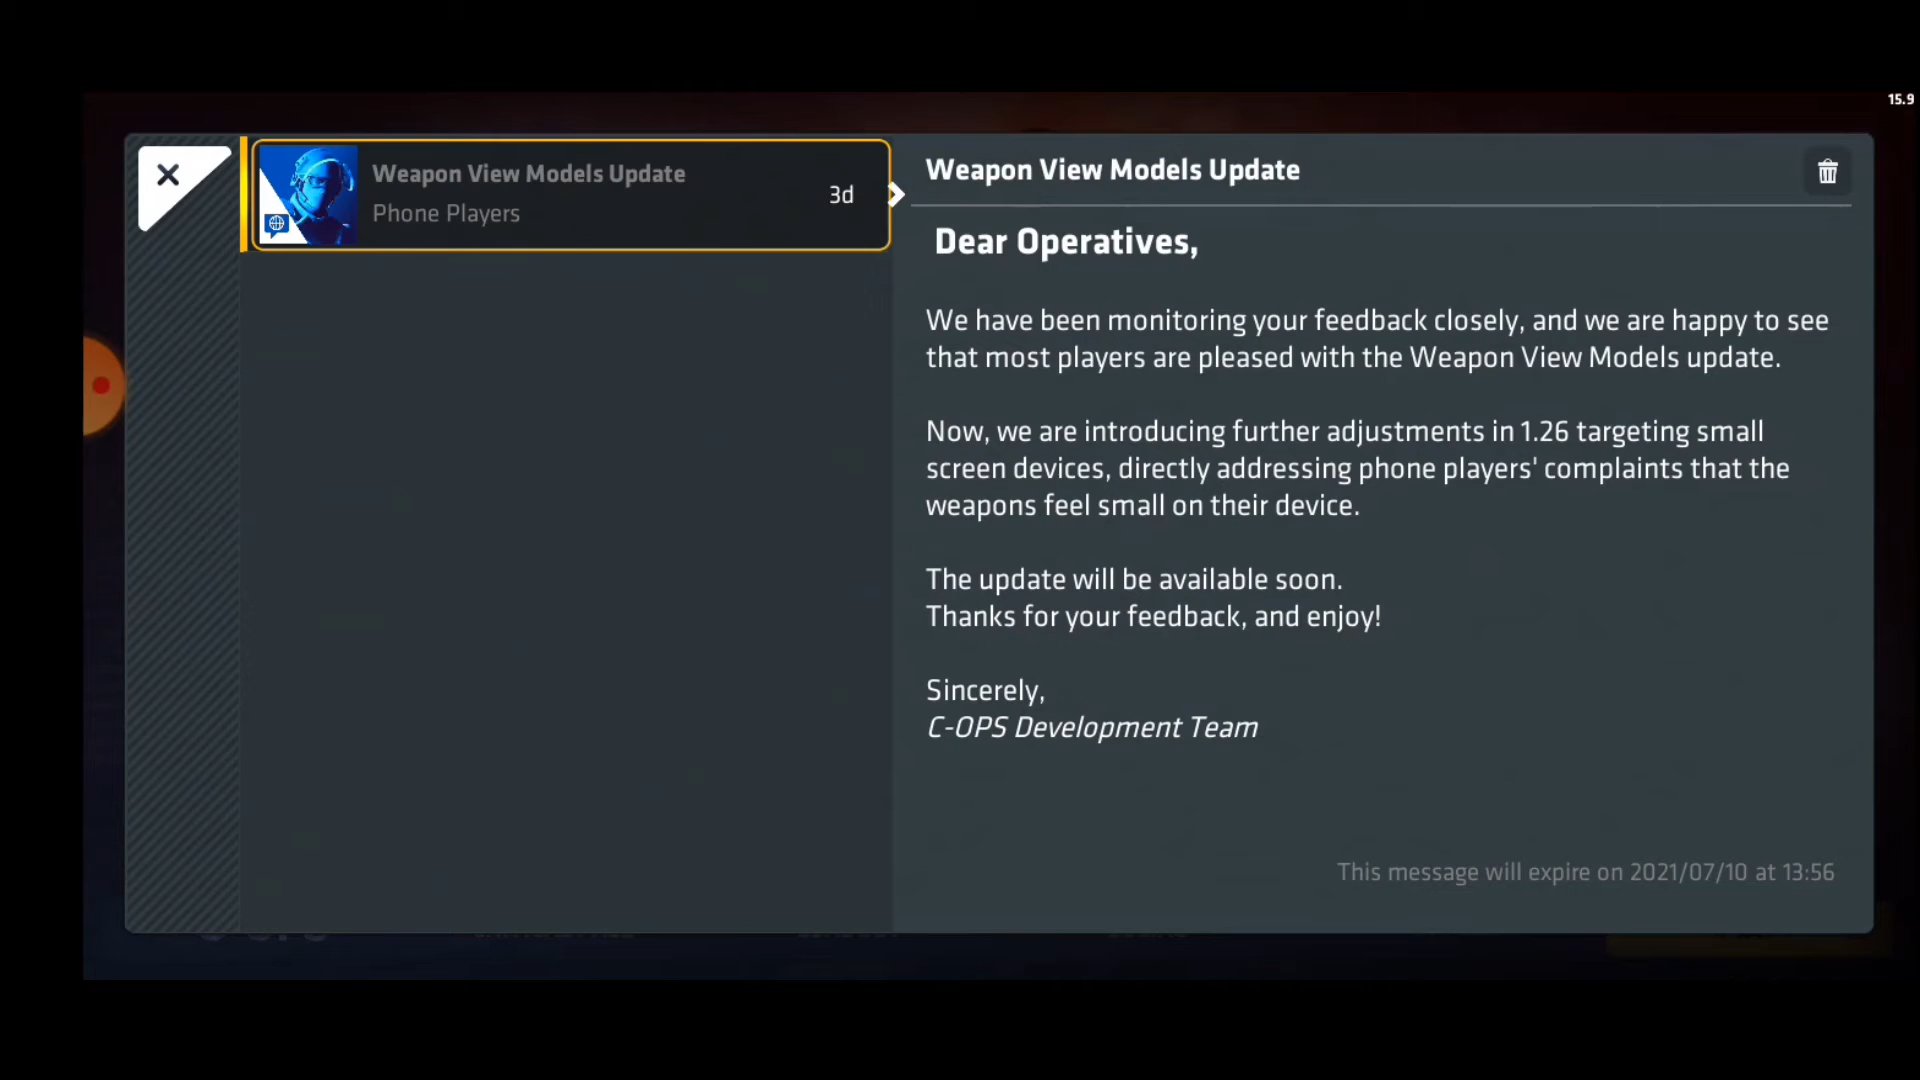 15.9
Weapon View Models Update
Phone Players
3d
Weapon View Models Update
Dear Operatives,
We have been monitoring your feedback closely, and we are happy to see
that most players are pleased with the Weapon View Models update.
Now, we are introducing further adjustments in 1.26 targeting small
screen devices, directly addressing phone players' complaints that the
weapons feel small on their device.
The update will be available soon.
Thanks for your feedback, and enjoy!
Sincerely,
C-OPS Development Team
This message will expire on 2021/07/10 at 13:56